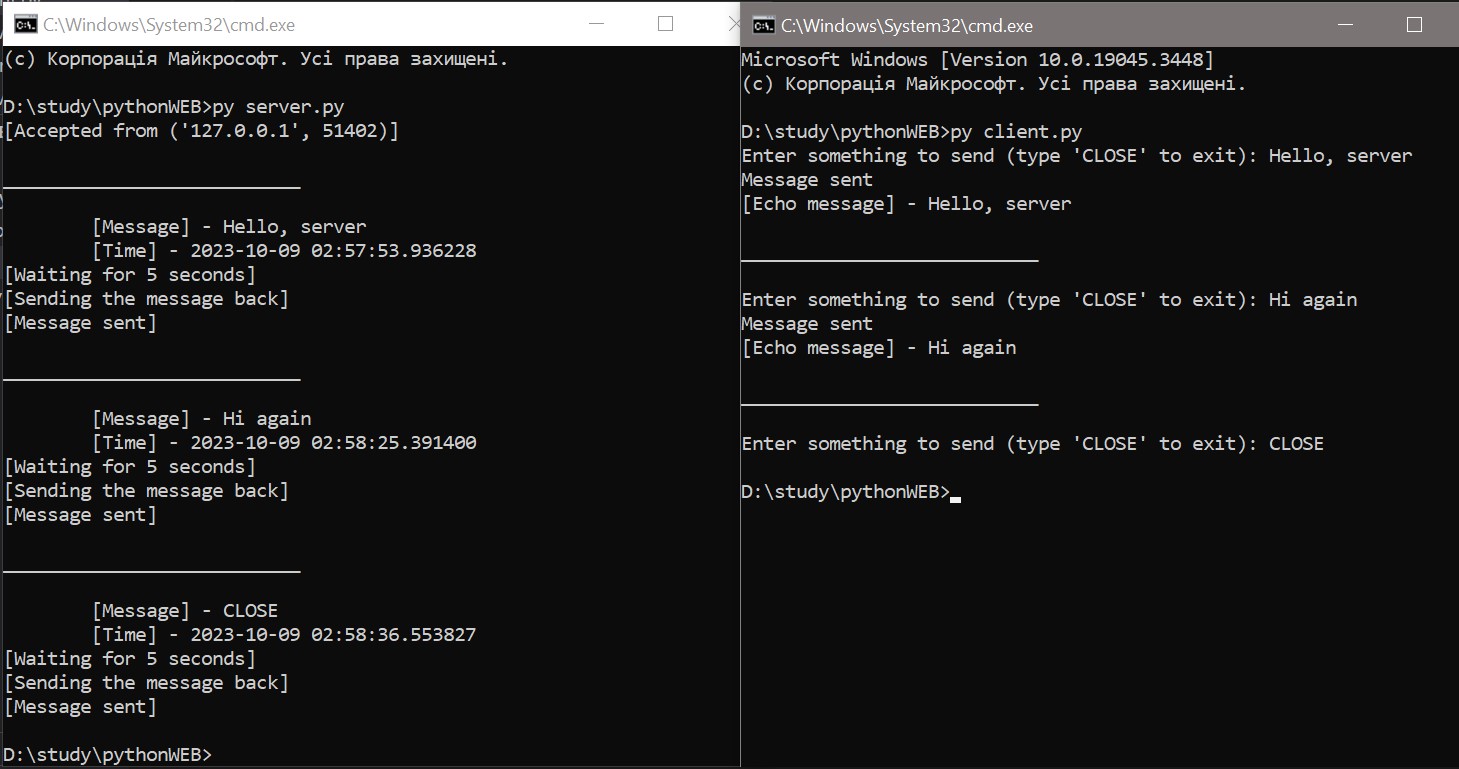 C:\Windows\System32\cmd.exe
(c) Корпорація Майкрософт. Усі права захищені.
D:\study\pythonWEB>py server.py
[Accepted from ('127.0.0.1', 51402)]
[Message] - Hello, server
[Time] - 2023-10-09 02:57:53.936228
[Waiting for 5 seconds]
[Sending the message back]
[Message sent]
[Message] - Hi again
[Time] - 2023-10-09 02:58:25.391400
[Waiting for 5 seconds]
[Sending the message back]
[Message sent]
[Message] - CLOSE
[Time] - 2023-10-09 02:58:36.553827
[Waiting for 5 seconds]
[Sending the message back]
[Message sent]
D:\study\pythonWEB>
C:\Windows\System32\cmd.exe
Microsoft Windows [Version 10.0.19045.3448]
(c) Корпорація Майкрософт. Усі права захищені.
D:\study\pythonWEB>py client.py
Enter something to send (type 'CLOSE' to exit): Hello, server
Message sent
[Echo message] - Hello, server
Enter something to send (type 'CLOSE' to exit): Hi again
Message sent
[Echo message] - Hi again
Enter something to send (type 'CLOSE' to exit): CLOSE
D:\study\pythonWEB>